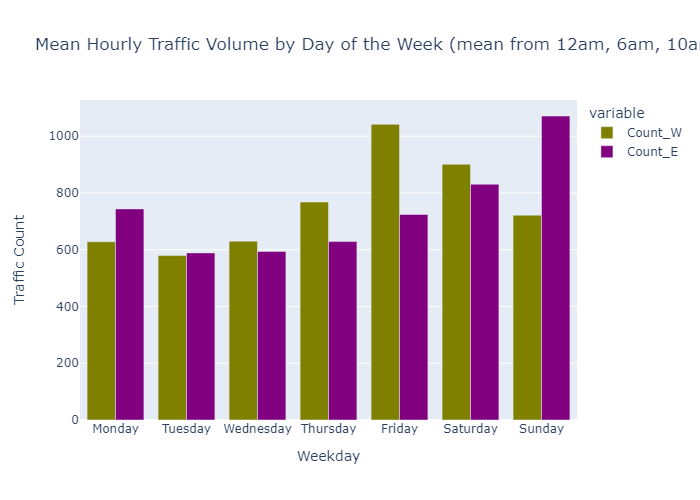 Mean Hourly Traffic Volume by Day of the Week (mean from 12am, 6am, 10a
variable
Count_W
Count_E
Traffic Count
1000
800
600
400
200
0
Monday Tuesday Wednesday Thursday Friday Saturday Sunday
Weekday